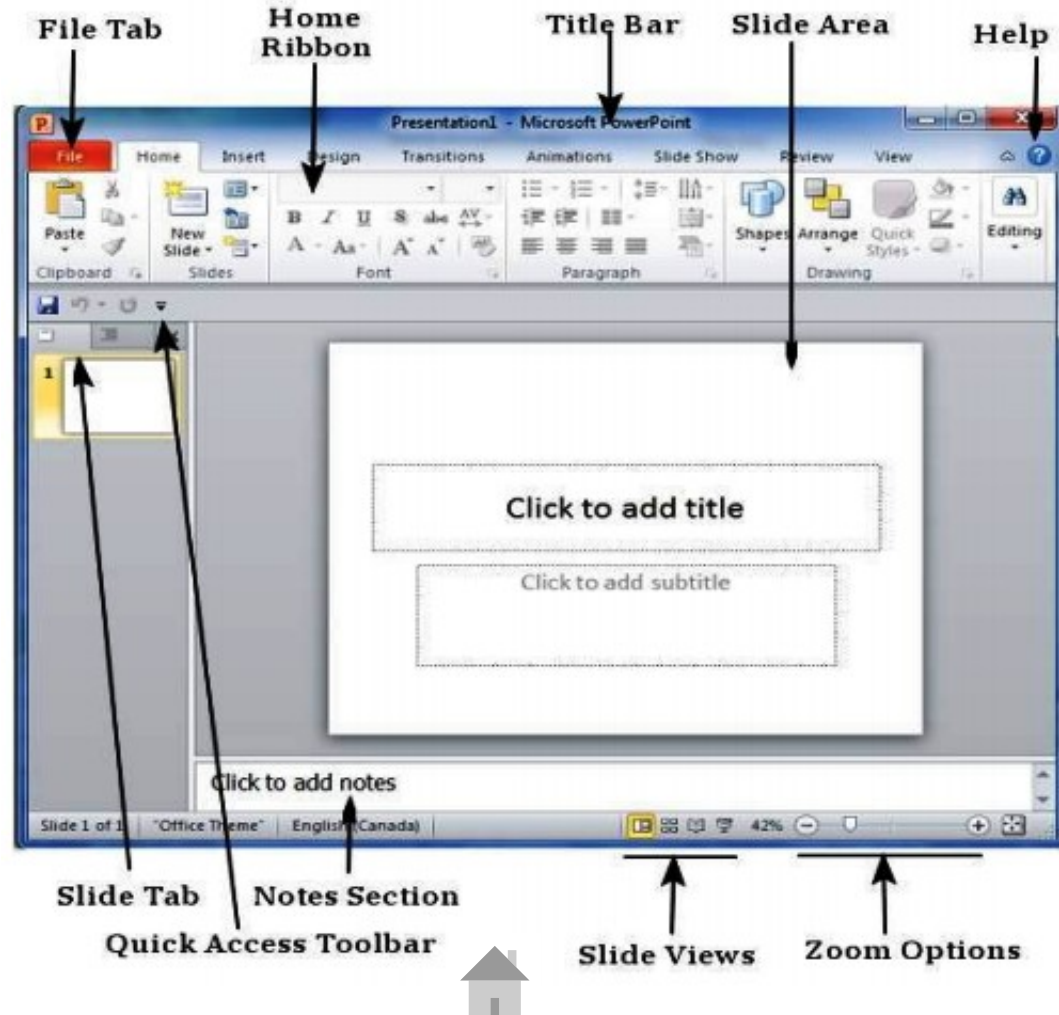 File Tab
Home
Ribbon
Title Bar
Slide Area
Help
Presentation1 - Microsoft PowerPoint
File Home Insert Design Transitions Animations Slide Show Review View
Paste
New
Slide
Shapes Arrange Quick
Styles
Editing
Clipboard Slides Font Paragraph Drawing
1
Click to add title
Click to add subtitle
Click to add notes
Slide 1 of 1 "Office Theme" English (Canada) 42%
Slide Tab
Notes Section
Quick Access Toolbar
Slide Views
Zoom Options